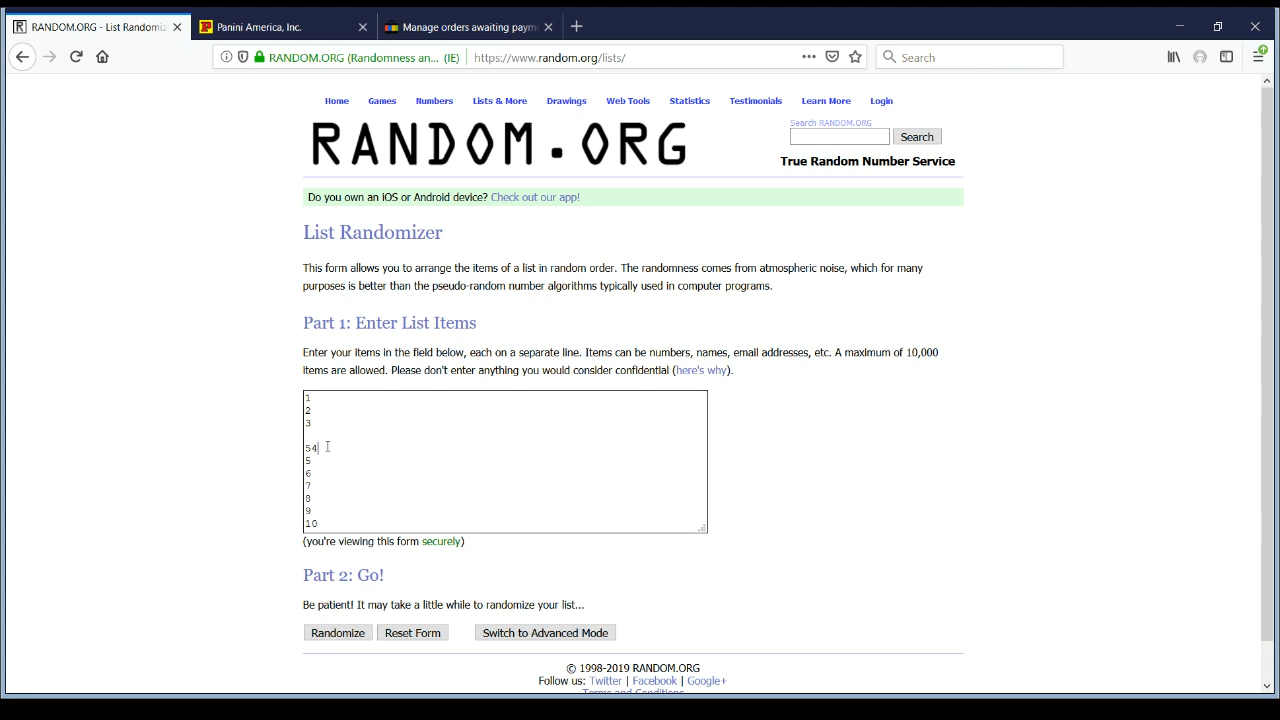 RANDOM.ORG - List Randomiz
Panini America, Inc.
Manage orders awaiting paym
RANDOM.ORG (Randomness an... (IE)
https://www.random.org/lists/
Search
Home Games Numbers Lists & More Drawings Web Tools Statistics Testimonials Learn More Login
RANDOM.ORG
Search RANDOM.ORG
Search
True Random Number Service
Do you own an iOS or Android device? Check out our app!
List Randomizer
This form allows you to arrange the items of a list in random order. The randomness comes from atmospheric noise, which for many
purposes is better than the pseudo-random number algorithms typically used in computer programs.
Part 1: Enter List Items
Enter your items in the field below, each on a separate line. Items can be numbers, names, email addresses, etc. A maximum of 10,000
items are allowed. Please don't enter anything you would consider confidential (here's why).
1
2
3
54
5
6
7
8
9
10
(you're viewing this form securely)
Part 2: Go!
Be patient! It may take a little while to randomize your list...
Randomize Reset Form Switch to Advanced Mode
© 1998-2019 RANDOM.ORG
Follow us: Twitter | Facebook | Google+
Terms and Conditions